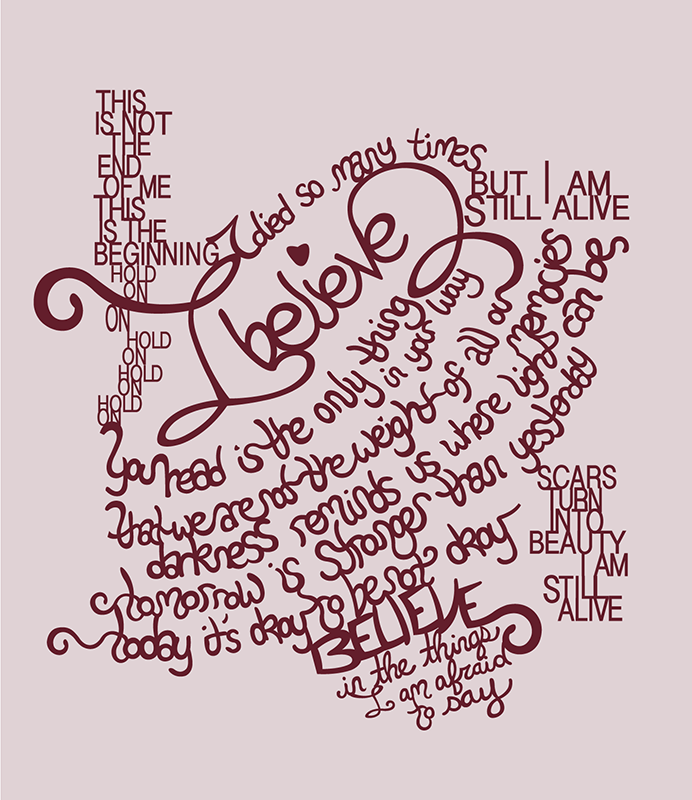 THIS
IS NOT
THE
END
OF ME
THIS
IS THE
BEGINNING
HOLD
ON
ON
HOLD
ON
HOLD
ON
HOLD
ON
I died so many times
BUT I AM
STILL ALIVE
I believe
Your head is the only thing
in your way
that we are not the weight of all our
memories
darkness reminds us where light can be
tomorrow is stronger than yesterday
today it's okay to be not okay
SCARS
TURN
INTO
BEAUTY
I AM
STILL
ALIVE
BELIEVE
in the things
I am afraid
to say